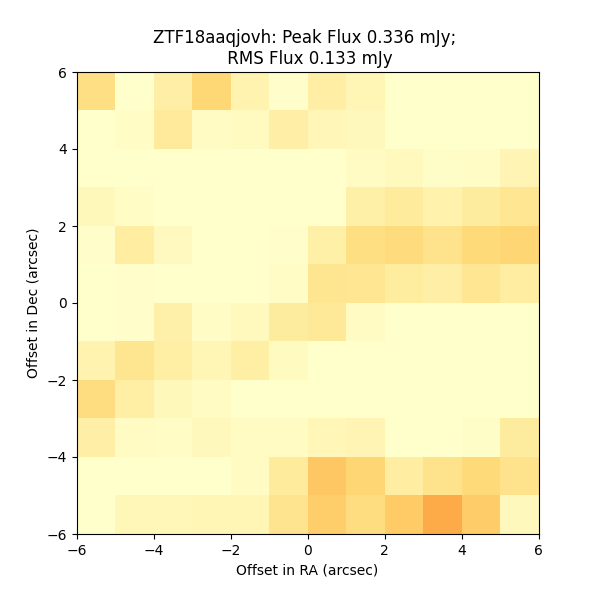 ZTF18aaqjovh: Peak Flux 0.336 mJy;
RMS Flux 0.133 mJy
6
4
2
0
−2
−4
−6
Offset in Dec (arcsec)
−6 −4 −2 0 2 4 6
Offset in RA (arcsec)